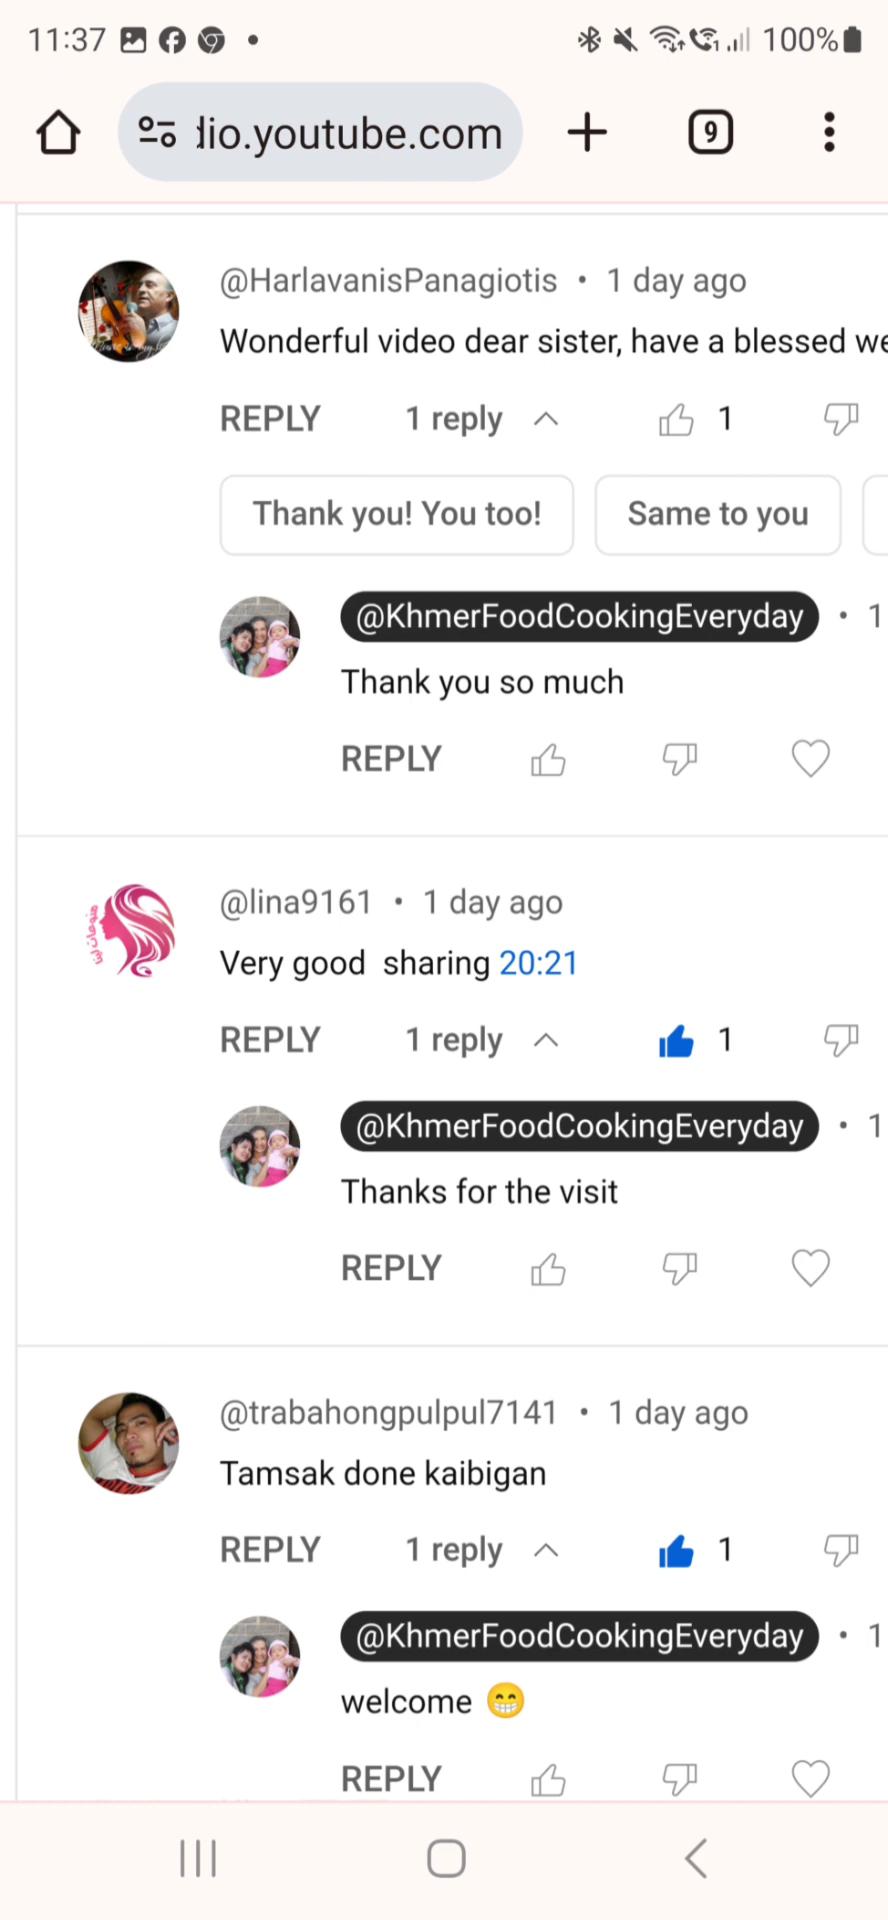 11:37
100%
dio.youtube.com
9
@HarlavanisPanagiotis • 1 day ago
Wonderful video dear sister, have a blessed we
REPLY 1 reply 1
Thank you! You too! Same to you
@KhmerFoodCookingEveryday • 1
Thank you so much
REPLY
منوعات لينا
@lina9161 • 1 day ago
Very good sharing 20:21
REPLY 1 reply 1
@KhmerFoodCookingEveryday • 1
Thanks for the visit
REPLY
@trabahongpulpul7141 • 1 day ago
Tamsak done kaibigan
REPLY 1 reply 1
@KhmerFoodCookingEveryday • 1
welcome 😁
REPLY